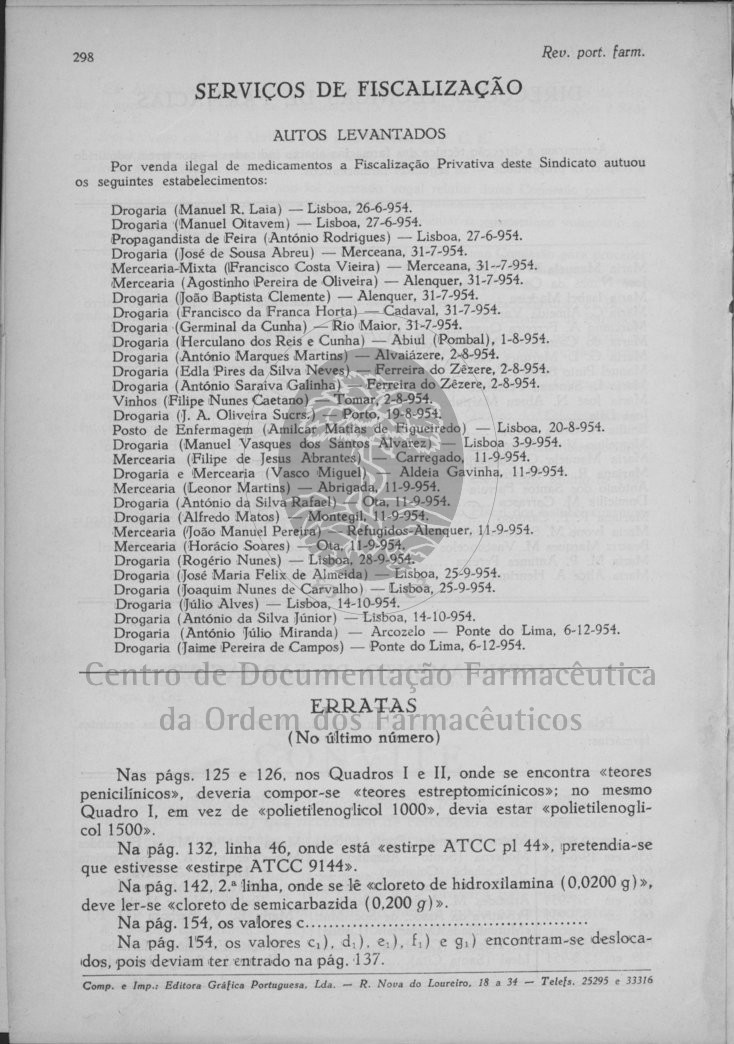 298
Rev. port. farm.
SERVIÇOS DE FISCALIZAÇÃO
AUTOS LEVANTADOS
Por venda ilegal de medicamentos a Fiscalização Privativa deste Sindicato autuou
os seguintes estabelecimentos:
Drogaria (Manuel R. Laia) — Lisboa, 26-6-954.
Drogaria (Manuel Oitavem) — Lisboa, 27-6-954.
Propagandista de Feira (António Rodrigues) — Lisboa, 27-6-954.
Drogaria (José de Sousa Abreu) — Merceana, 31-7-954.
Mercearia-Mixta (Francisco Costa Vieira) — Merceana, 31-7-954.
Mercearia (Agostinho Pereira de Oliveira) — Alenquer, 31-7-954.
Drogaria (João Baptista Clemente) — Alenquer, 31-7-954.
Drogaria (Francisco da Franca Horta) — Cadaval, 31-7-954.
Drogaria (Germinal da Cunha) — Rio Maior, 31-7-954.
Drogaria (Herculano dos Reis e Cunha) — Abiul (Pombal), 1-8-954.
Drogaria (António Marques Martins) — Alvaiázere, 2-8-954.
Drogaria (Edla Pires da Silva Neves) — Ferreira do Zêzere, 2-8-954.
Drogaria (António Saraiva Galinha) — Ferreira do Zêzere, 2-8-954.
Vinhos (Filipe Nunes Caetano) — Tomar, 2-8-954.
Drogaria (J. A. Oliveira Sucrs.) — Porto, 19-8-954.
Posto de Enfermagem (Amilcar Matias de Figueiredo) — Lisboa, 20-8-954.
Drogaria (Manuel Vasques dos Santos Alvarez) — Lisboa 3-9-954.
Mercearia (Filipe de Jesus Abrantes) — Carregado, 11-9-954.
Drogaria e Mercearia (Vasco Miguel) — Aldeia Gavinha, 11-9-954.
Mercearia (Leonor Martins) — Abrigada, 11-9-954.
Drogaria (António da Silva Rafael) — Ota, 11-9-954.
Drogaria (Alfredo Matos) — Montegil, 11-9-954.
Mercearia (João Manuel Pereira) — Refugidos-Alenquer, 11-9-954.
Mercearia (Horácio Soares) — Ota, 11-9-954.
Drogaria (Rogério Nunes) — Lisboa, 28-9-954.
Drogaria (José Maria Felix de Almeida) — Lisboa, 25-9-954.
Drogaria (Joaquim Nunes de Carvalho) — Lisboa, 25-9-954.
Drogaria (Júlio Alves) — Lisboa, 14-10-954.
Drogaria (António da Silva Júnior) — Lisboa, 14-10-954.
Drogaria (António Júlio Miranda) — Arcozelo — Ponte do Lima, 6-12-954.
Drogaria (Jaime Pereira de Campos) — Ponte do Lima, 6-12-954.
Centro de Documentação Farmacêutica
ERRATAS
da Ordem dos Farmacêuticos
(No último número)
Nas págs. 125 e 126, nos Quadros I e II, onde se encontra «teores
penicilínicos», deveria compor-se «teores estreptomicínicos»; no mesmo
Quadro I, em vez de «polietilenoglicol 1000», devia estar «polietilenogli-
col 1500».
Na pág. 132, linha 46, onde está «estirpe ATCC pl 44», pretendia-se
que estivesse «estirpe ATCC 9144».
Na pág. 142, 2.ª linha, onde se lê «cloreto de hidroxilamina (0,0200 g)»,
deve ler-se «cloreto de semicarbazida (0,200 g)».
Na pág. 154, os valores c...............................................
Na pág. 154, os valores c₁), d₁), e₁), f₁) e g₁) encontram-se desloca-
dos, pois deviam ter entrado na pág. 137.
Comp. e Imp.: Editora Gráfica Portuguesa, Lda. — R. Nova do Loureiro, 18 a 34 — Telefs. 25295 e 33316